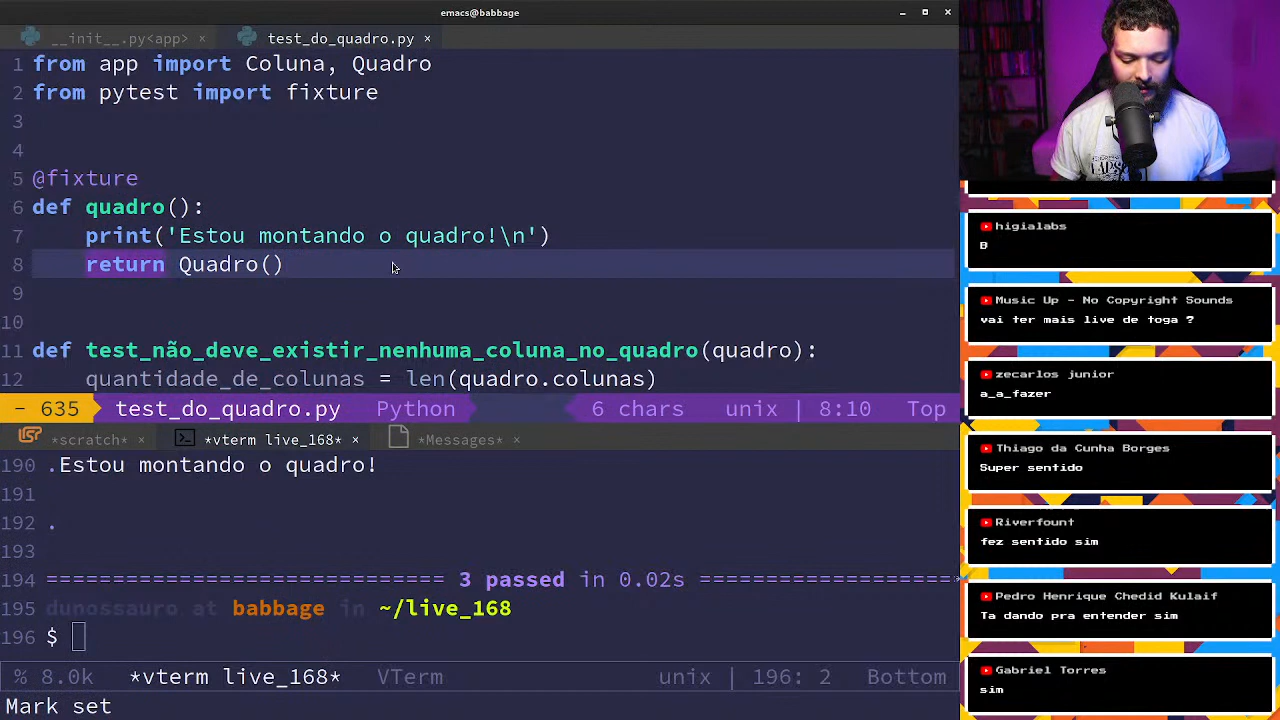 emacs@babbage
__init__.py<app> ×
test_do_quadro.py ×
1 from app import Coluna, Quadro
2 from pytest import fixture
3
4
5 @fixture
6 def quadro():
7 print('Estou montando o quadro!\n')
8 return Quadro()
9
10
11 def test_não_deve_existir_nenhuma_coluna_no_quadro(quadro):
12 quantidade_de_colunas = len(quadro.colunas)
- 635 test_do_quadro.py Python 6 chars unix | 8:10 Top
*scratch* × *vterm live_168* × *Messages* ×
190 .Estou montando o quadro!
191
192 .
193
194 ============================== 3 passed in 0.02s ===================
195 dunossauro at babbage in ~/live_168
196 $
% 8.0k *vterm live_168* VTerm unix | 196: 2 Bottom
Mark set
higialabs
B
Music Up - No Copyright Sounds
vai ter mais live de toga ?
zecarlos junior
a_a_fazer
Thiago da Cunha Borges
Super sentido
Riverfount
fez sentido sim
Pedro Henrique Chedid Kulaif
Ta dando pra entender sim
Gabriel Torres
sim